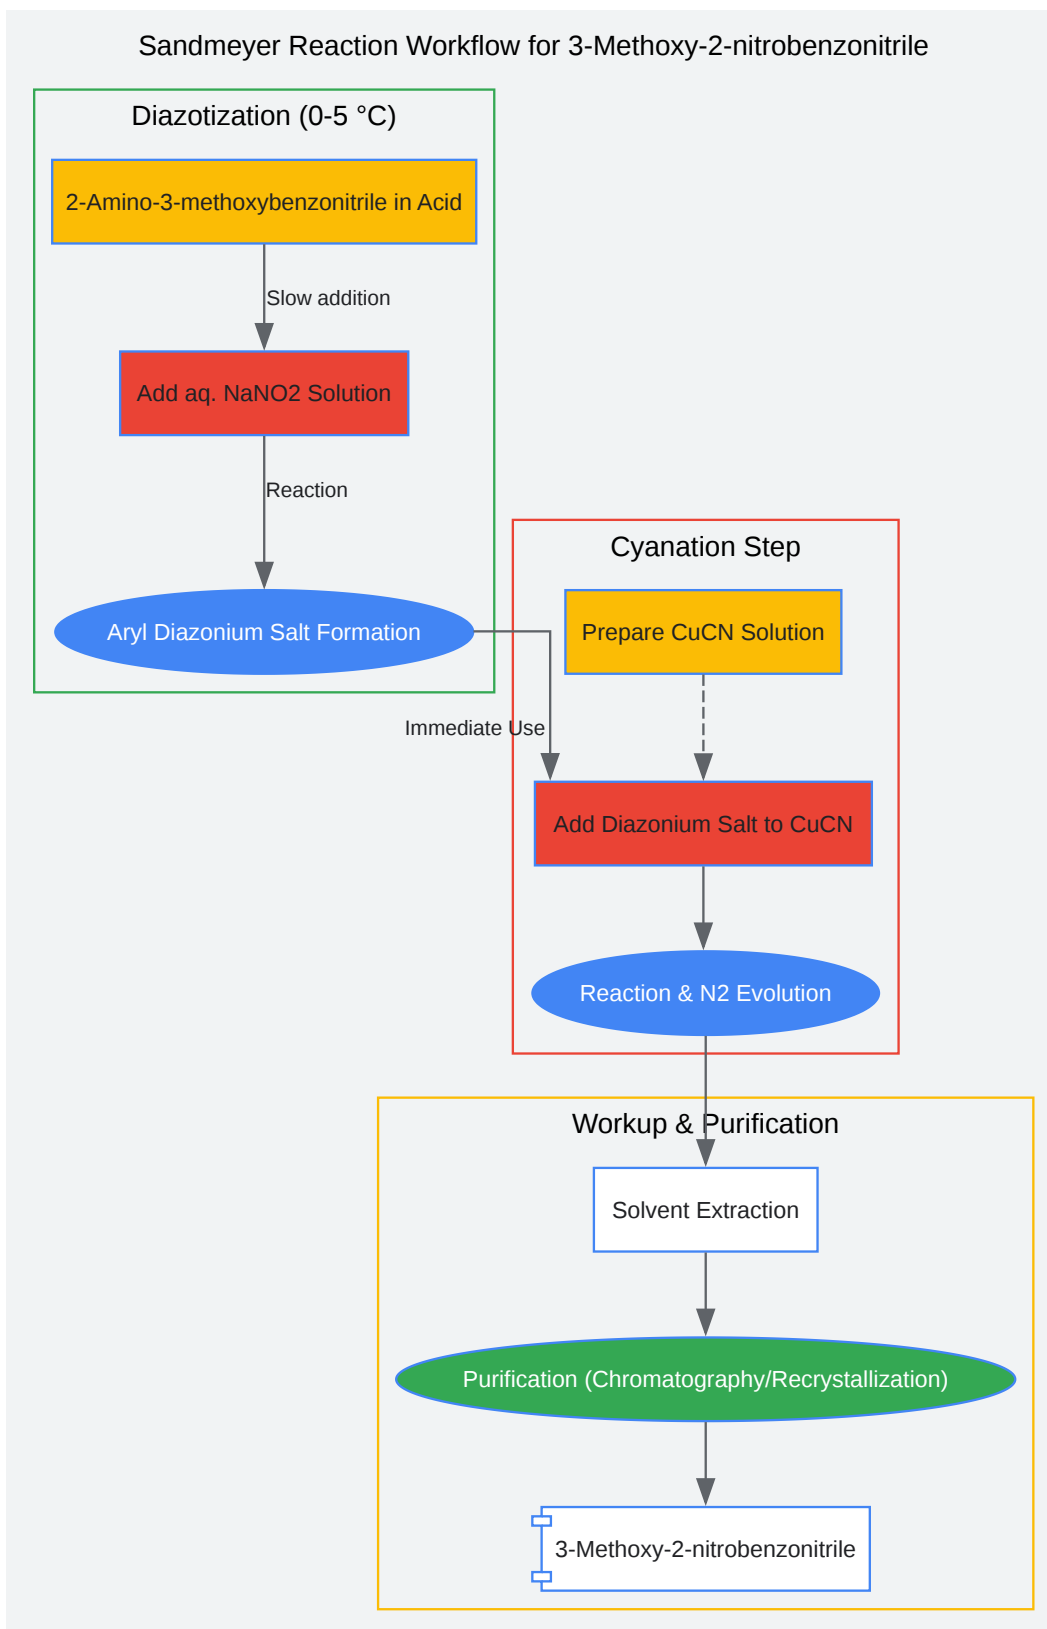 Sandmeyer Reaction Workflow for 3-Methoxy-2-nitrobenzonitrile
Diazotization (0-5 °C)
2-Amino-3-methoxybenzonitrile in Acid
Slow addition
Add aq. NaNO2 Solution
Reaction
Aryl Diazonium Salt Formation
Immediate Use
Cyanation Step
Prepare CuCN Solution
Add Diazonium Salt to CuCN
Reaction & N2 Evolution
Workup & Purification
Solvent Extraction
Purification (Chromatography/Recrystallization)
3-Methoxy-2-nitrobenzonitrile